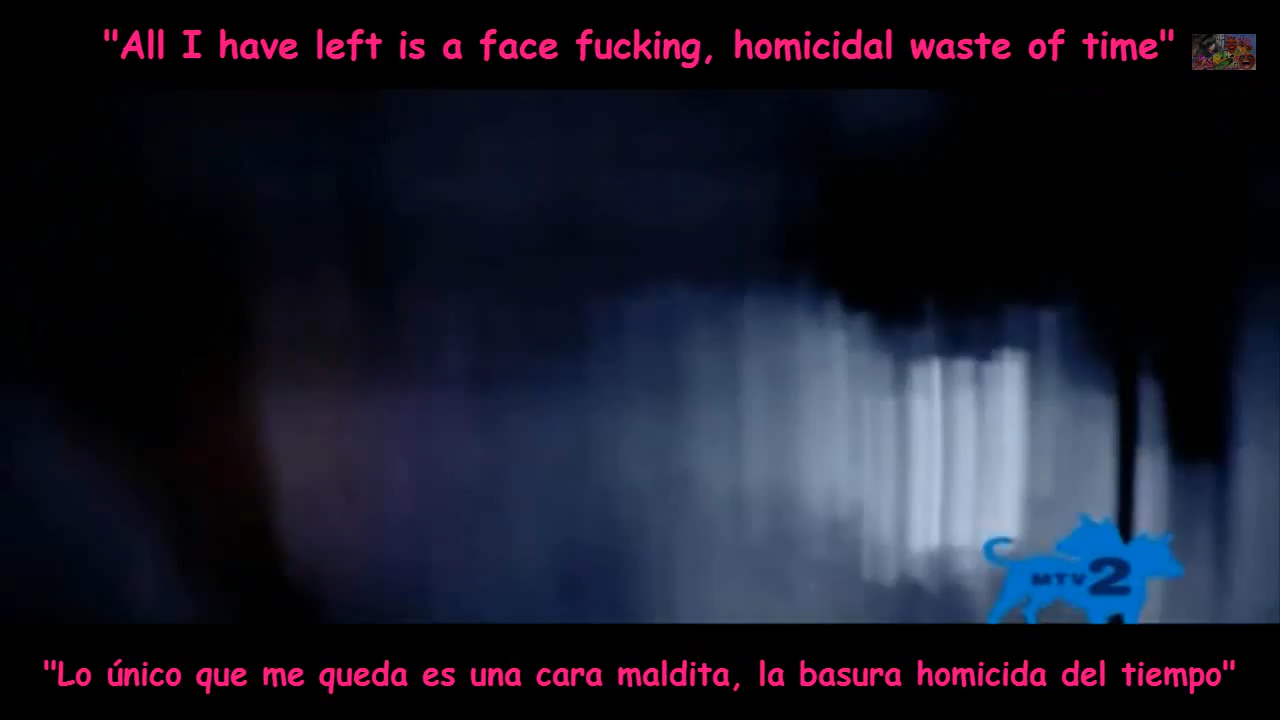 "All I have left is a face fucking, homicidal waste of time"
MTV2
"Lo único que me queda es una cara maldita, la basura homicida del tiempo"